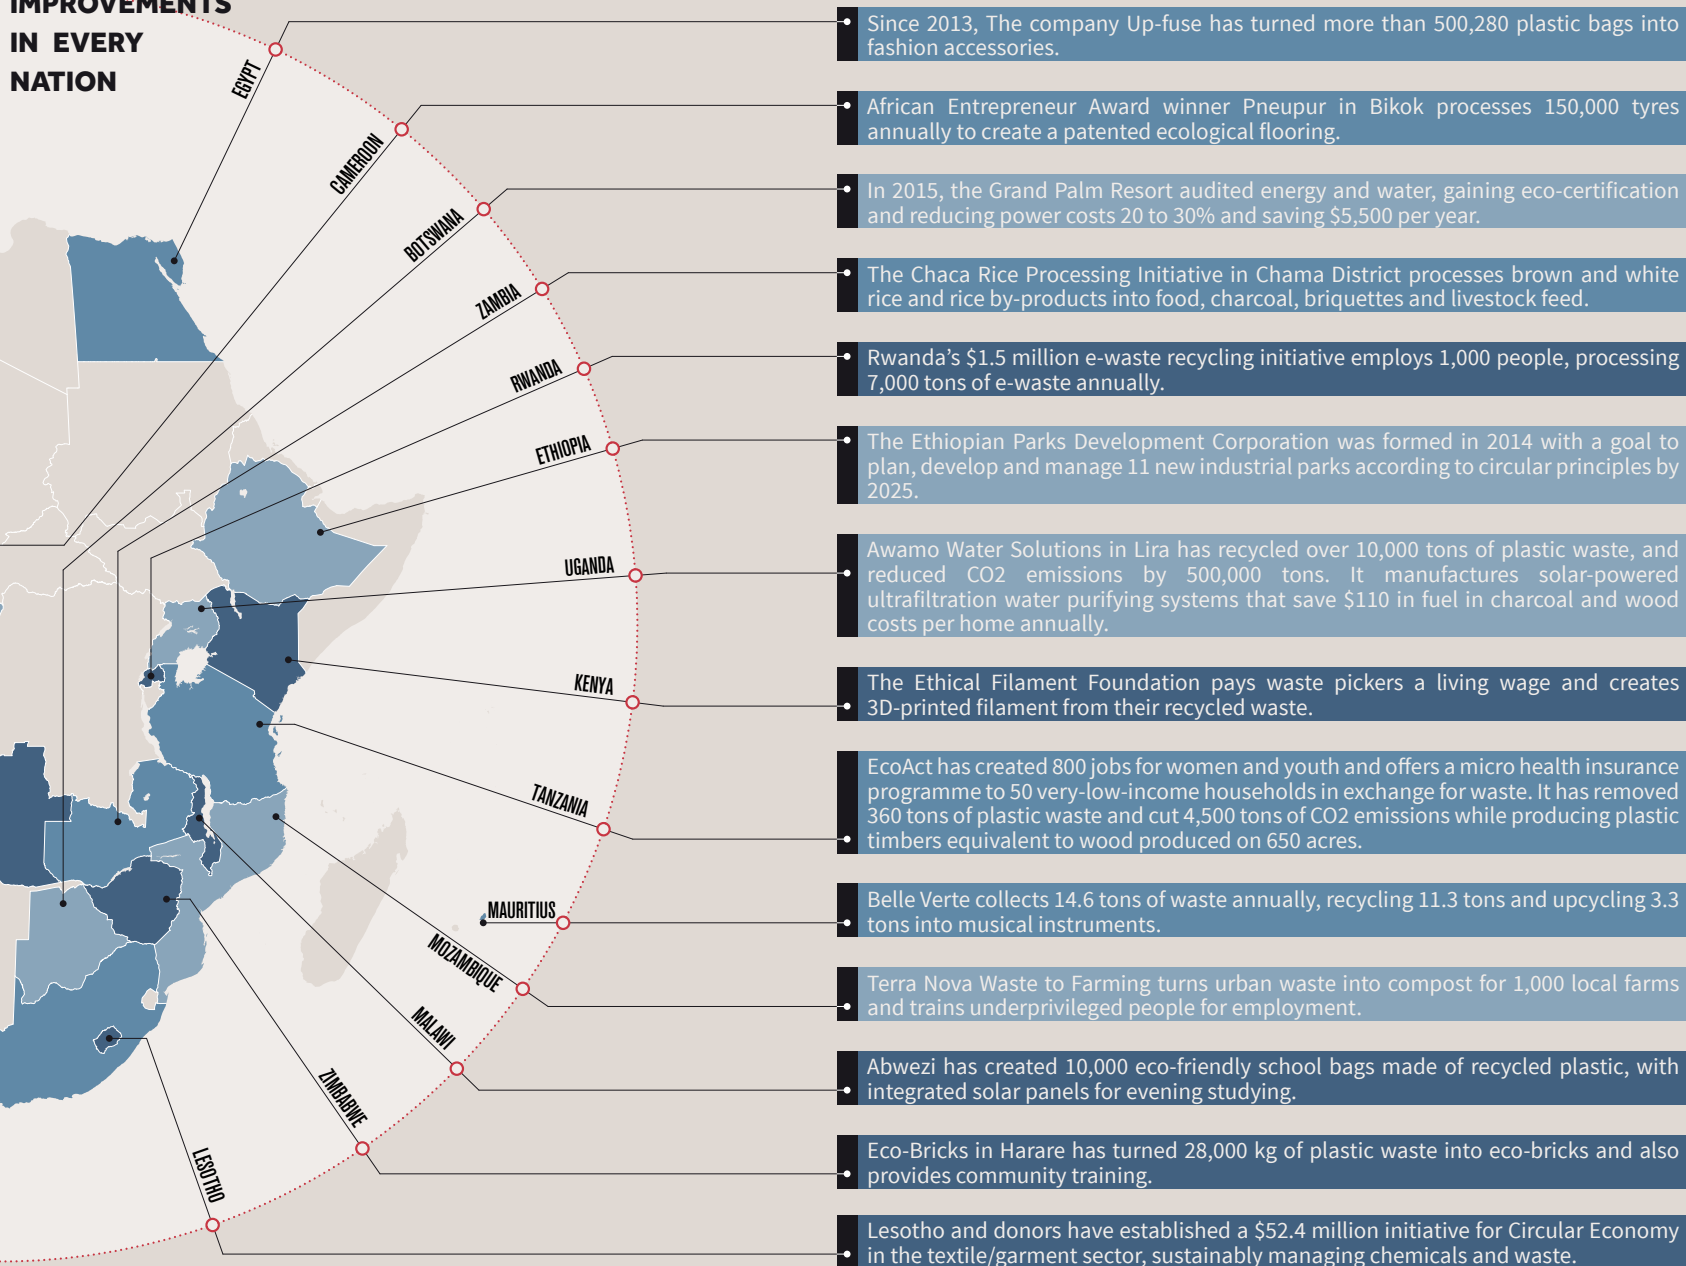 IMPROVEMENTS
IN EVERY
NATION
EGYPT
Since 2013, The company Up-fuse has turned more than 500,280 plastic bags into
fashion accessories.
CAMEROON
African Entrepreneur Award winner Pneupur in Bikok processes 150,000 tyres
annually to create a patented ecological flooring.
BOTSWANA
In 2015, the Grand Palm Resort audited energy and water, gaining eco-certification
and reducing power costs 20 to 30% and saving $5,500 per year.
ZAMBIA
The Chaca Rice Processing Initiative in Chama District processes brown and white
rice and rice by-products into food, charcoal, briquettes and livestock feed.
RWANDA
Rwanda’s $1.5 million e-waste recycling initiative employs 1,000 people, processing
7,000 tons of e-waste annually.
ETHIOPIA
The Ethiopian Parks Development Corporation was formed in 2014 with a goal to
plan, develop and manage 11 new industrial parks according to circular principles by
2025.
UGANDA
Awamo Water Solutions in Lira has recycled over 10,000 tons of plastic waste, and
reduced CO2 emissions by 500,000 tons. It manufactures solar-powered
ultrafiltration water purifying systems that save $110 in fuel in charcoal and wood
costs per home annually.
KENYA
The Ethical Filament Foundation pays waste pickers a living wage and creates
3D-printed filament from their recycled waste.
TANZANIA
EcoAct has created 800 jobs for women and youth and offers a micro health insurance
programme to 50 very-low-income households in exchange for waste. It has removed
360 tons of plastic waste and cut 4,500 tons of CO2 emissions while producing plastic
timbers equivalent to wood produced on 650 acres.
MAURITIUS
Belle Verte collects 14.6 tons of waste annually, recycling 11.3 tons and upcycling 3.3
tons into musical instruments.
MOZAMBIQUE
Terra Nova Waste to Farming turns urban waste into compost for 1,000 local farms
and trains underprivileged people for employment.
MALAWI
Abwezi has created 10,000 eco-friendly school bags made of recycled plastic, with
integrated solar panels for evening studying.
ZIMBABWE
Eco-Bricks in Harare has turned 28,000 kg of plastic waste into eco-bricks and also
provides community training.
LESOTHO
Lesotho and donors have established a $52.4 million initiative for Circular Economy
in the textile/garment sector, sustainably managing chemicals and waste.